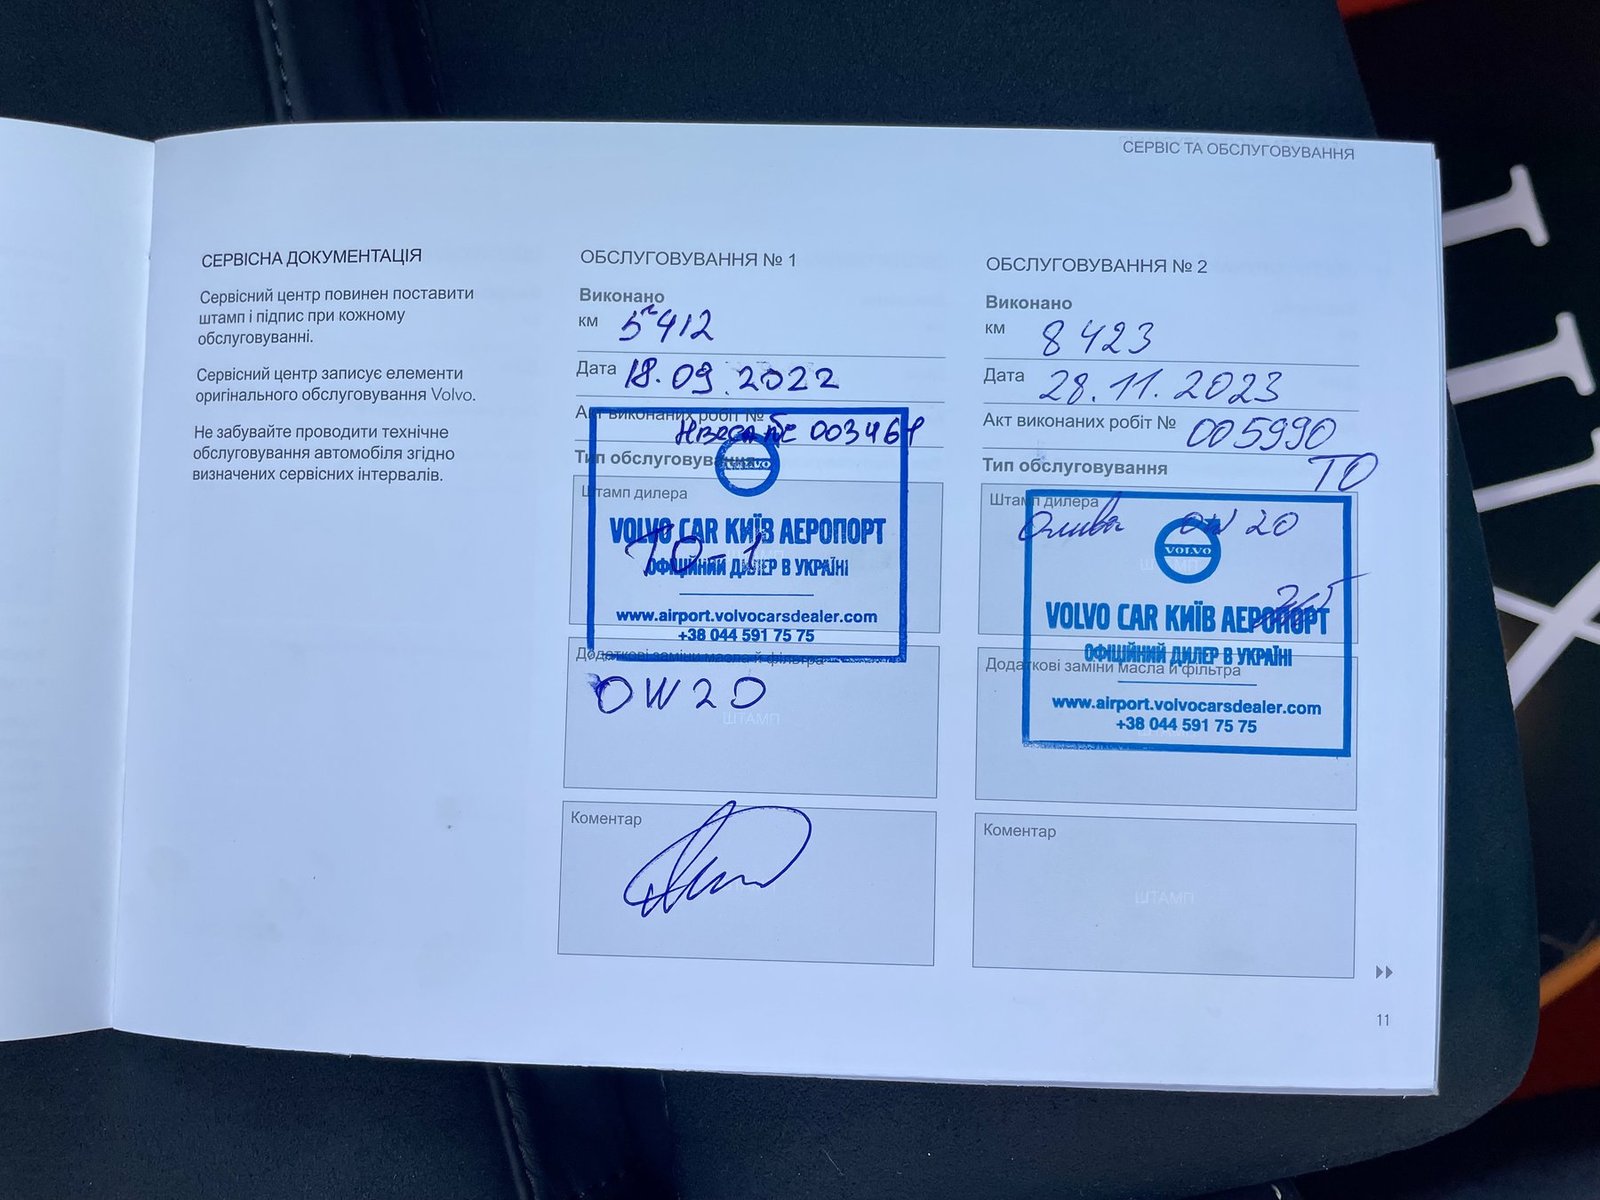 СЕРВІС ТА ОБСЛУГОВУВАННЯ
СЕРВІСНА ДОКУМЕНТАЦІЯ
Сервісний центр повинен поставити
штамп і підпис при кожному
обслуговуванні.
Сервісний центр записує елементи
оригінального обслуговування Volvo.
Не забувайте проводити технічне
обслуговування автомобіля згідно
визначених сервісних інтервалів.
ОБСЛУГОВУВАННЯ № 1
Виконано
км 5412
Дата 18.09.2022
Акт виконаних робіт №
003461
Тип обслуговування
VOLVO
Штамп дилера
VOLVO CAR КИЇВ АЕРОПОРТ
ТО-1
ОФІЦІЙНИЙ ДИЛЕР В УКРАЇНІ
www.airport.volvocarsdealer.com
+38 044 591 75 75
Додаткові заміни масла й фільтра
OW20
ШТАМП
Коментар
ОБСЛУГОВУВАННЯ № 2
Виконано
км 8423
Дата 28.11.2023
Акт виконаних робіт № 005990
Тип обслуговування ТО
Штамп дилера
Олива OW20
VOLVO
ШТАМП
VOLVO CAR КИЇВ АЕРОПОРТ
ОФІЦІЙНИЙ ДИЛЕР В УКРАЇНІ
Додаткові заміни масла й фільтра
www.airport.volvocarsdealer.com
+38 044 591 75 75
Коментар
ШТАМП
11